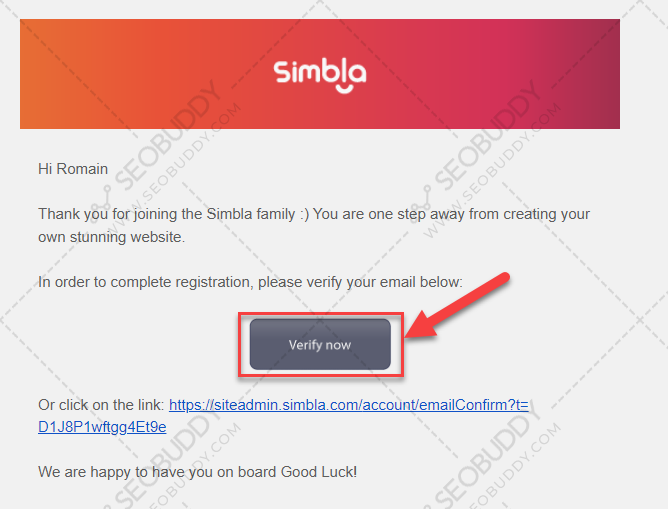 Simbla
Hi Romain
Thank you for joining the Simbla family :) You are one step away from creating your
own stunning website.
In order to complete registration, please verify your email below:
Verify now
Or click on the link: https://siteadmin.simbla.com/account/emailConfirm?t=
D1J8P1wftgg4Et9e
We are happy to have you on board Good Luck!
SEOBUDDY
WWW.SEOBUDDY.COM
SEOBUDDY
WWW.SEOBUDDY.COM
SEOBUDDY
WWW.SEOBUDDY.COM
SEOBUDDY
WWW.SEOBUDDY.COM